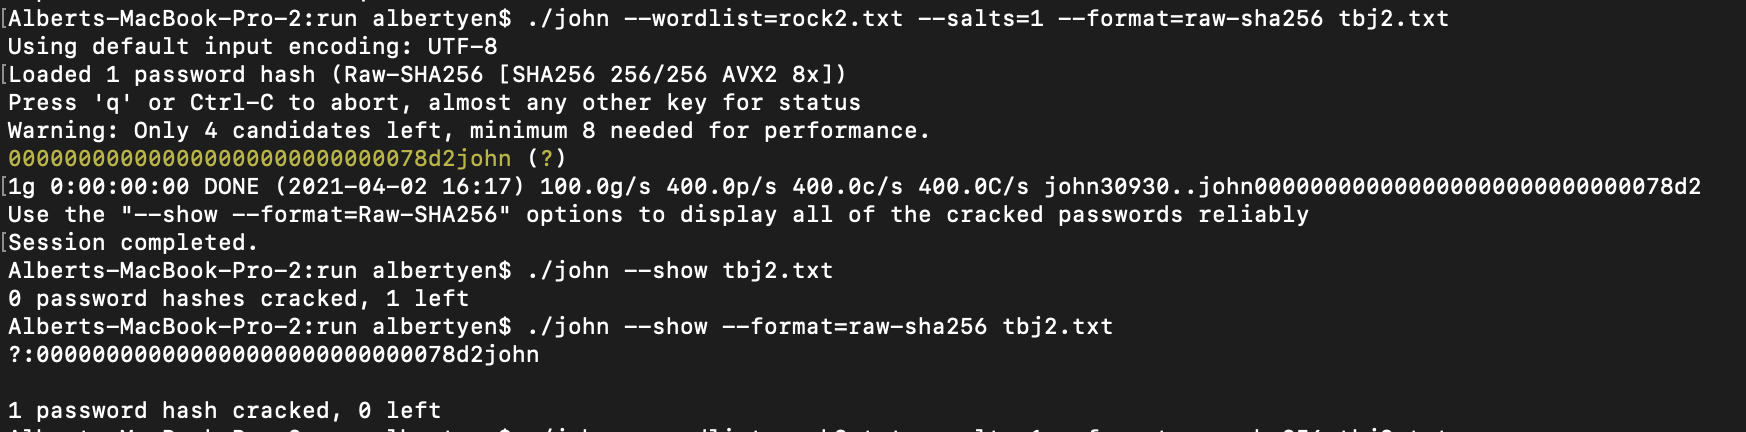 [Alberts-MacBook-Pro-2:run albertyen$ ./john --wordlist=rock2.txt --salts=1 --format=raw-sha256 tbj2.txt
Using default input encoding: UTF-8
[Loaded 1 password hash (Raw-SHA256 [SHA256 256/256 AVX2 8x])
Press 'q' or Ctrl-C to abort, almost any other key for status
Warning: Only 4 candidates left, minimum 8 needed for performance.
000000000000000000000000000078d2john (?)
[1g 0:00:00:00 DONE (2021-04-02 16:17) 100.0g/s 400.0p/s 400.0c/s 400.0C/s john30930..john000000000000000000000000000078d2
Use the "--show --format=Raw-SHA256" options to display all of the cracked passwords reliably
[Session completed.
Alberts-MacBook-Pro-2:run albertyen$ ./john --show tbj2.txt
0 password hashes cracked, 1 left
Alberts-MacBook-Pro-2:run albertyen$ ./john --show --format=raw-sha256 tbj2.txt
?:000000000000000000000000000078d2john
1 password hash cracked, 0 left